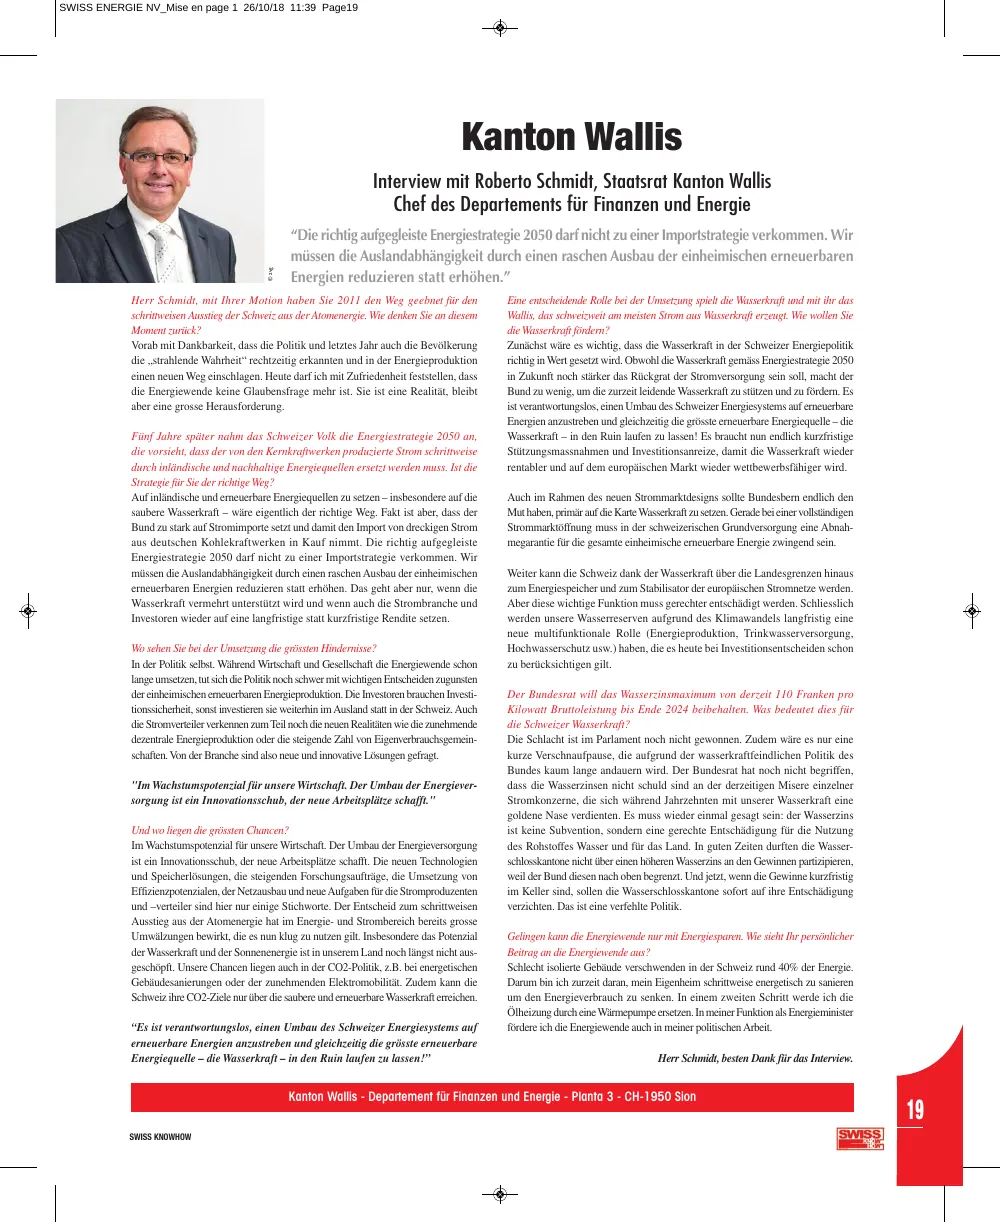 SWISS ENERGIE NV_Mise en page 1 26/10/18 11:39 Page19
Kanton Wallis
Interview mit Roberto Schmidt, Staatsrat Kanton Wallis
Chef des Departements für Finanzen und Energie
“Die richtig aufgegleiste Energiestrategie 2050 darf nicht zu einer Importstrategie verkommen. Wir
müssen die Auslandabhängigkeit durch einen raschen Ausbau der einheimischen erneuerbaren
Energien reduzieren statt erhöhen.”
Herr Schmidt, mit Ihrer Motion haben Sie 2011 den Weg geebnet für den
schrittweisen Ausstieg der Schweiz aus der Atomenergie. Wie denken Sie an diesem
Moment zurück?
Vorab mit Dankbarkeit, dass die Politik und letztes Jahr auch die Bevölkerung
die „strahlende Wahrheit“ rechtzeitig erkannten und in der Energieproduktion
einen neuen Weg einschlagen. Heute darf ich mit Zufriedenheit feststellen, dass
die Energiewende keine Glaubensfrage mehr ist. Sie ist eine Realität, bleibt
aber eine grosse Herausforderung.
Fünf Jahre später nahm das Schweizer Volk die Energiestrategie 2050 an,
die vorsieht, dass der von den Kernkraftwerken produzierte Strom schrittweise
durch inländische und nachhaltige Energiequellen ersetzt werden muss. Ist die
Strategie für Sie der richtige Weg?
Auf inländische und erneuerbare Energiequellen zu setzen – insbesondere auf die
saubere Wasserkraft – wäre eigentlich der richtige Weg. Fakt ist aber, dass der
Bund zu stark auf Stromimporte setzt und damit den Import von dreckigen Strom
aus deutschen Kohlekraftwerken in Kauf nimmt. Die richtig aufgegleiste
Energiestrategie 2050 darf nicht zu einer Importstrategie verkommen. Wir
müssen die Auslandabhängigkeit durch einen raschen Ausbau der einheimischen
erneuerbaren Energien reduzieren statt erhöhen. Das geht aber nur, wenn die
Wasserkraft vermehrt unterstützt wird und wenn auch die Strombranche und
Investoren wieder auf eine langfristige statt kurzfristige Rendite setzen.
Wo sehen Sie bei der Umsetzung die grössten Hindernisse?
In der Politik selbst. Während Wirtschaft und Gesellschaft die Energiewende schon
lange umsetzen, tut sich die Politik noch schwer mit wichtigen Entscheiden zugunsten
der einheimischen erneuerbaren Energieproduktion. Die Investoren brauchen Investi-
tionssicherheit, sonst investieren sie weiterhin im Ausland statt in der Schweiz. Auch
die Stromverteiler verkennen zum Teil noch die neuen Realitäten wie die zunehmende
dezentrale Energieproduktion oder die steigende Zahl von Eigenverbrauchsgemein-
schaften. Von der Branche sind also neue und innovative Lösungen gefragt.
"Im Wachstumspotenzial für unsere Wirtschaft. Der Umbau der Energiever-
sorgung ist ein Innovationsschub, der neue Arbeitsplätze schafft."
Und wo liegen die grössten Chancen?
Im Wachstumspotenzial für unsere Wirtschaft. Der Umbau der Energieversorgung
ist ein Innovationsschub, der neue Arbeitsplätze schafft. Die neuen Technologien
und Speicherlösungen, die steigenden Forschungsaufträge, die Umsetzung von
Effizienzpotenzialen, der Netzausbau und neue Aufgaben für die Stromproduzenten
und –verteiler sind hier nur einige Stichworte. Der Entscheid zum schrittweisen
Ausstieg aus der Atomenergie hat im Energie- und Strombereich bereits grosse
Umwälzungen bewirkt, die es nun klug zu nutzen gilt. Insbesondere das Potenzial
der Wasserkraft und der Sonnenenergie ist in unserem Land noch längst nicht aus-
geschöpft. Unsere Chancen liegen auch in der CO2-Politik, z.B. bei energetischen
Gebäudesanierungen oder der zunehmenden Elektromobilität. Zudem kann die
Schweiz ihre CO2-Ziele nur über die saubere und erneuerbare Wasserkraft erreichen.
“Es ist verantwortungslos, einen Umbau des Schweizer Energiesystems auf
erneuerbare Energien anzustreben und gleichzeitig die grösste erneuerbare
Energiequelle – die Wasserkraft – in den Ruin laufen zu lassen!”
Eine entscheidende Rolle bei der Umsetzung spielt die Wasserkraft und mit ihr das
Wallis, das schweizweit am meisten Strom aus Wasserkraft erzeugt. Wie wollen Sie
die Wasserkraft fördern?
Zunächst wäre es wichtig, dass die Wasserkraft in der Schweizer Energiepolitik
richtig in Wert gesetzt wird. Obwohl die Wasserkraft gemäss Energiestrategie 2050
in Zukunft noch stärker das Rückgrat der Stromversorgung sein soll, macht der
Bund zu wenig, um die zurzeit leidende Wasserkraft zu stützen und zu fördern. Es
ist verantwortungslos, einen Umbau des Schweizer Energiesystems auf erneuerbare
Energien anzustreben und gleichzeitig die grösste erneuerbare Energiequelle – die
Wasserkraft – in den Ruin laufen zu lassen! Es braucht nun endlich kurzfristige
Stützungsmassnahmen und Investitionsanreize, damit die Wasserkraft wieder
rentabler und auf dem europäischen Markt wieder wettbewerbsfähiger wird.
Auch im Rahmen des neuen Strommarktdesigns sollte Bundesbern endlich den
Mut haben, primär auf die Karte Wasserkraft zu setzen. Gerade bei einer vollständigen
Strommarktöffnung muss in der schweizerischen Grundversorgung eine Abnah-
megarantie für die gesamte einheimische erneuerbare Energie zwingend sein.
Weiter kann die Schweiz dank der Wasserkraft über die Landesgrenzen hinaus
zum Energiespeicher und zum Stabilisator der europäischen Stromnetze werden.
Aber diese wichtige Funktion muss gerechter entschädigt werden. Schliesslich
werden unsere Wasserreserven aufgrund des Klimawandels langfristig eine
neue multifunktionale Rolle (Energieproduktion, Trinkwasserversorgung,
Hochwasserschutz usw.) haben, die es heute bei Investitionsentscheiden schon
zu berücksichtigen gilt.
Der Bundesrat will das Wasserzinsmaximum von derzeit 110 Franken pro
Kilowatt Bruttoleistung bis Ende 2024 beibehalten. Was bedeutet dies für
die Schweizer Wasserkraft?
Die Schlacht ist im Parlament noch nicht gewonnen. Zudem wäre es nur eine
kurze Verschnaufpause, die aufgrund der wasserkraftfeindlichen Politik des
Bundes kaum lange andauern wird. Der Bundesrat hat noch nicht begriffen,
dass die Wasserzinsen nicht schuld sind an der derzeitigen Misere einzelner
Stromkonzerne, die sich während Jahrzehnten mit unserer Wasserkraft eine
goldene Nase verdienten. Es muss wieder einmal gesagt sein: der Wasserzins
ist keine Subvention, sondern eine gerechte Entschädigung für die Nutzung
des Rohstoffes Wasser und für das Land. In guten Zeiten durften die Wasser-
schlosskantone nicht über einen höheren Wasserzins an den Gewinnen partizipieren,
weil der Bund diesen nach oben begrenzt. Und jetzt, wenn die Gewinne kurzfristig
im Keller sind, sollen die Wasserschlosskantone sofort auf ihre Entschädigung
verzichten. Das ist eine verfehlte Politik.
Gelingen kann die Energiewende nur mit Energiesparen. Wie sieht Ihr persönlicher
Beitrag an die Energiewende aus?
Schlecht isolierte Gebäude verschwenden in der Schweiz rund 40% der Energie.
Darum bin ich zurzeit daran, mein Eigenheim schrittweise energetisch zu sanieren
um den Energieverbrauch zu senken. In einem zweiten Schritt werde ich die
Ölheizung durch eine Wärmepumpe ersetzen. In meiner Funktion als Energieminister
fördere ich die Energiewende auch in meiner politischen Arbeit.
Herr Schmidt, besten Dank für das Interview.
Kanton Wallis - Departement für Finanzen und Energie - Planta 3 - CH-1950 Sion
19
SWISS KNOWHOW
SWISS